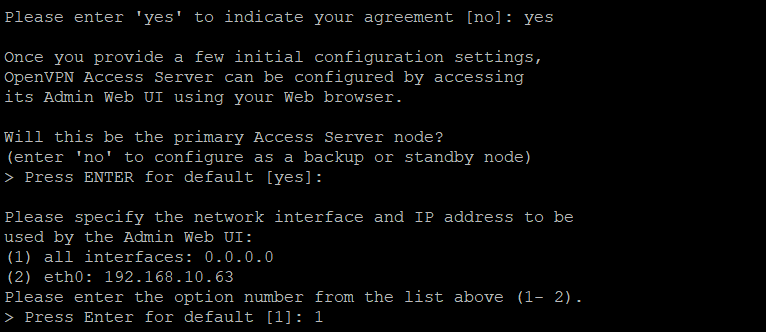 Please enter 'yes' to indicate your agreement [no]: yes
Once you provide a few initial configuration settings,
OpenVPN Access Server can be configured by accessing
its Admin Web UI using your Web browser.
Will this be the primary Access Server node?
(enter 'no' to configure as a backup or standby node)
> Press ENTER for default [yes]:
Please specify the network interface and IP address to be
used by the Admin Web UI:
(1) all interfaces: 0.0.0.0
(2) eth0: 192.168.10.63
Please enter the option number from the list above (1- 2).
> Press Enter for default [1]: 1